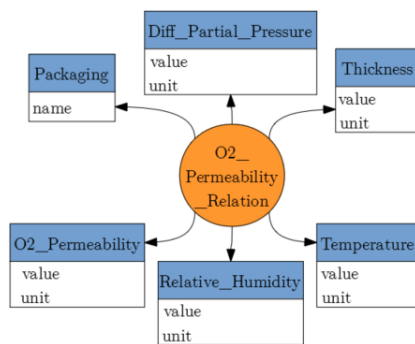 Diff_Partial_Pressure
value
unit
Packaging
name
Thickness
value
unit
O2_
Permeability
_Relation
O2_Permeability
value
unit
Relative_Humidity
value
unit
Temperature
value
unit